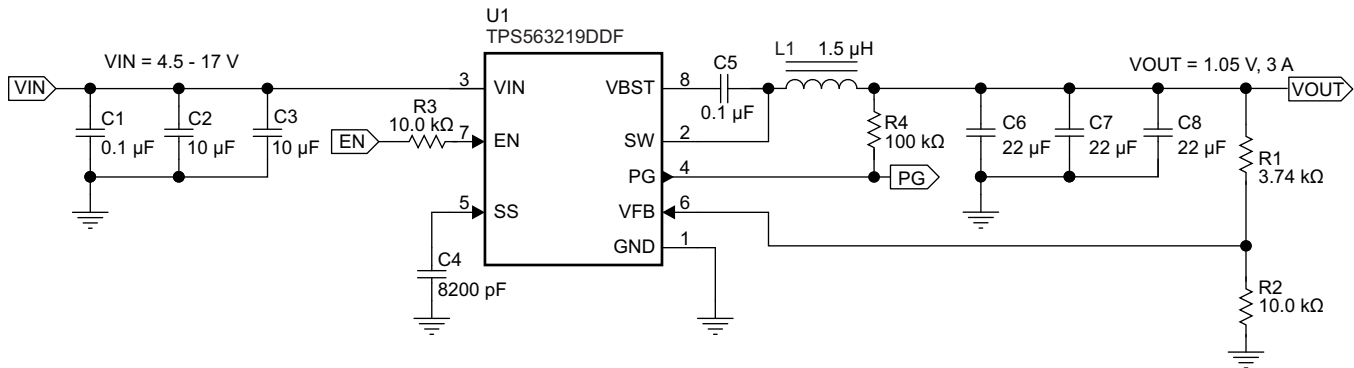 U1
TPS563219DDF
VIN = 4.5 - 17 V
VIN
C1
0.1 µF
C2
10 µF
C3
10 µF
EN
R3
10.0 kΩ
3
7
5
VIN
EN
SS
C4
8200 pF
VBST
SW
PG
VFB
GND
8
2
4
6
1
C5
0.1 µF
L1 1.5 µH
R4
100 kΩ
PG
C6
22 µF
C7
22 µF
C8
22 µF
VOUT = 1.05 V, 3 A
VOUT
R1
3.74 kΩ
R2
10.0 kΩ